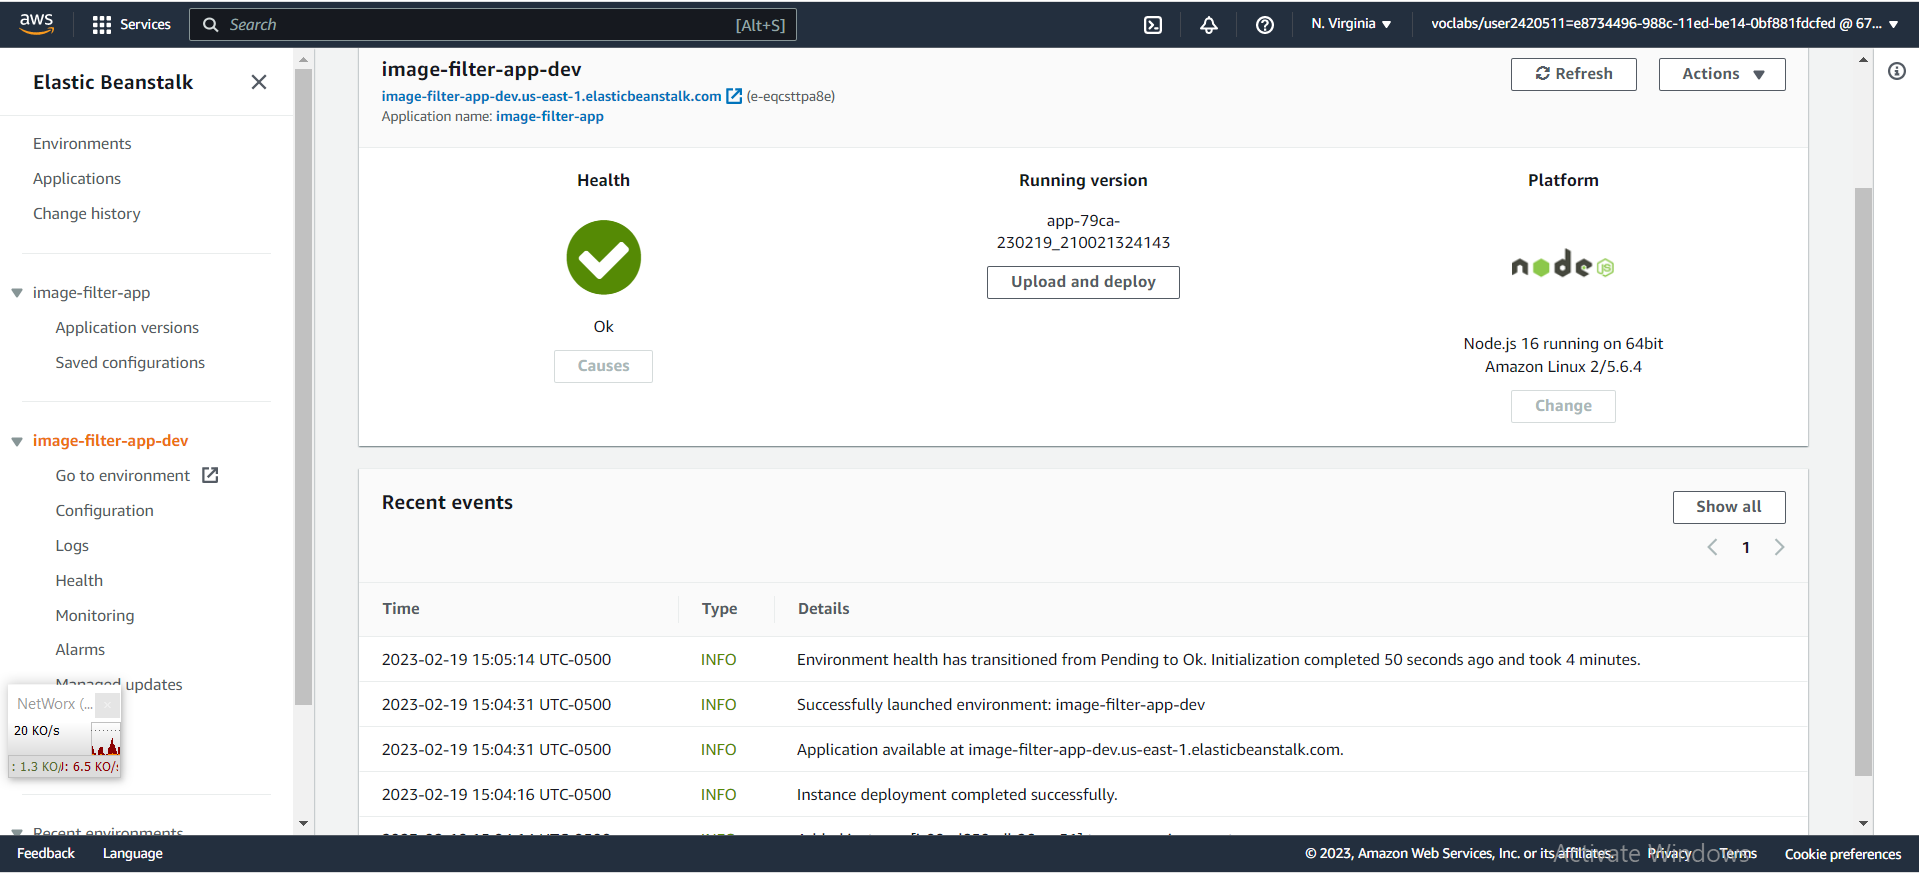 aws
Services
Search
[Alt+S]
N. Virginia
voclabs/user2420511=e8734496-988c-11ed-be14-0bf881fdcfed @ 67...
Elastic Beanstalk
Environments
Applications
Change history
image-filter-app
Application versions
Saved configurations
image-filter-app-dev
Go to environment
Configuration
Logs
Health
Monitoring
Alarms
Managed updates
NetWorx (...
20 KO/s
: 1.3 KO/
: 6.5 KO/
Recent environments
image-filter-app-dev
image-filter-app-dev.us-east-1.elasticbeanstalk.com (e-eqcsttpa8e)
Application name: image-filter-app
Refresh
Actions
Health
Ok
Causes
Running version
app-79ca-
230219_210021324143
Upload and deploy
Platform
node
JS
Node.js 16 running on 64bit
Amazon Linux 2/5.6.4
Change
Recent events
Show all
1
Time Type Details
2023-02-19 15:05:14 UTC-0500 INFO Environment health has transitioned from Pending to Ok. Initialization completed 50 seconds ago and took 4 minutes.
2023-02-19 15:04:31 UTC-0500 INFO Successfully launched environment: image-filter-app-dev
2023-02-19 15:04:31 UTC-0500 INFO Application available at image-filter-app-dev.us-east-1.elasticbeanstalk.com.
2023-02-19 15:04:16 UTC-0500 INFO Instance deployment completed successfully.
Feedback
Language
© 2023, Amazon Web Services, Inc. or its affiliates.
Privacy
Terms
Cookie preferences
Activate Windows